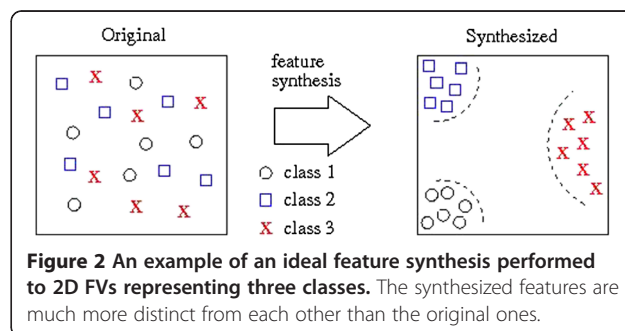 Original
Synthesized
feature
synthesis
class 1
class 2
X class 3
Figure 2 An example of an ideal feature synthesis performed
to 2D FVs representing three classes. The synthesized features are
much more distinct from each other than the original ones.